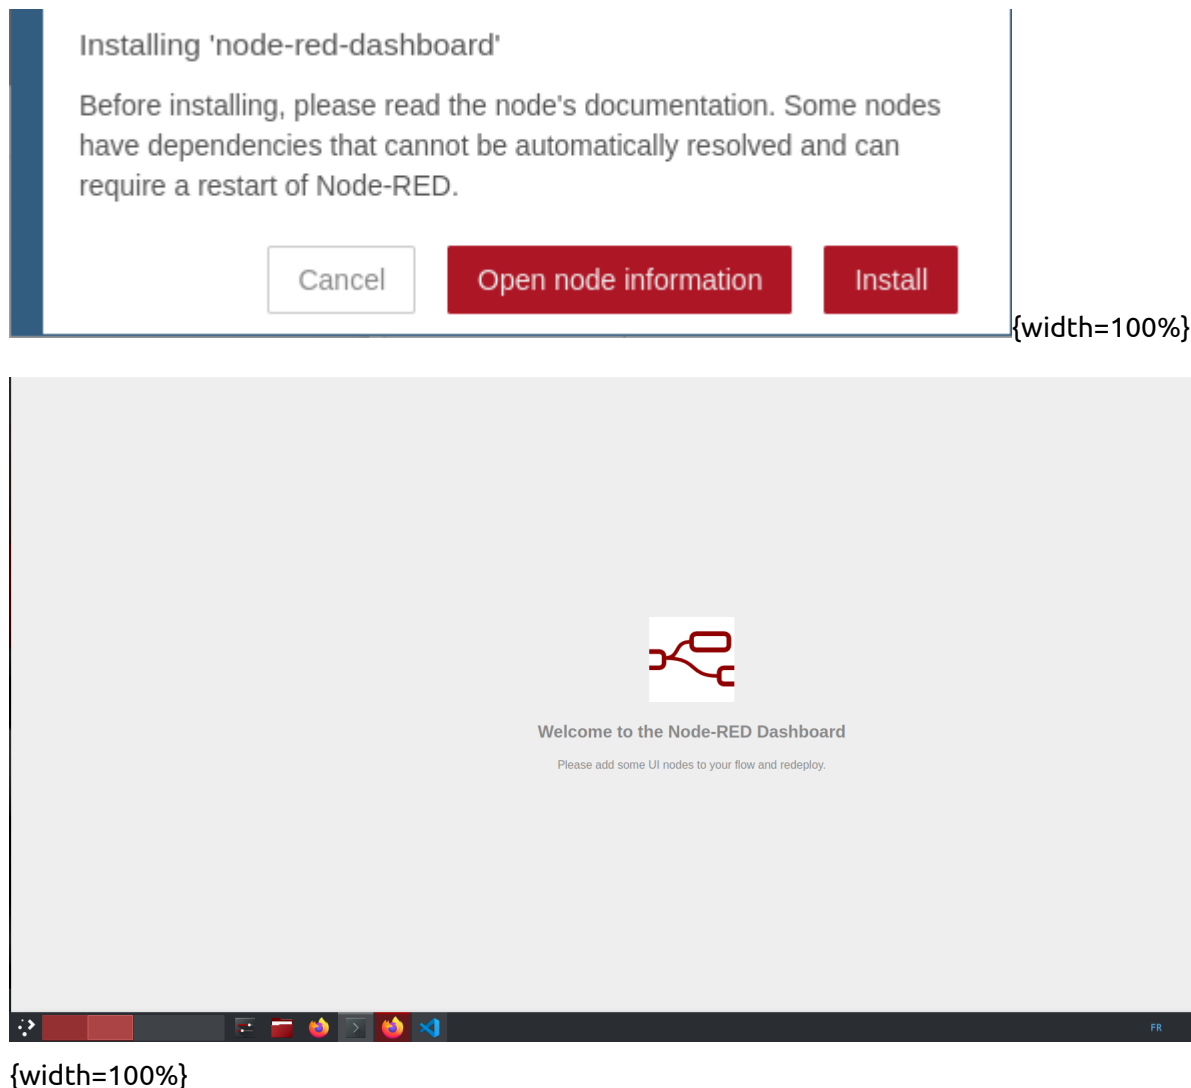 Installing 'node-red-dashboard'
Before installing, please read the node's documentation. Some nodes
have dependencies that cannot be automatically resolved and can
require a restart of Node-RED.
Cancel Open node information Install
{width=100%}
Welcome to the Node-RED Dashboard
Please add some UI nodes to your flow and redeploy.
FR
{width=100%}